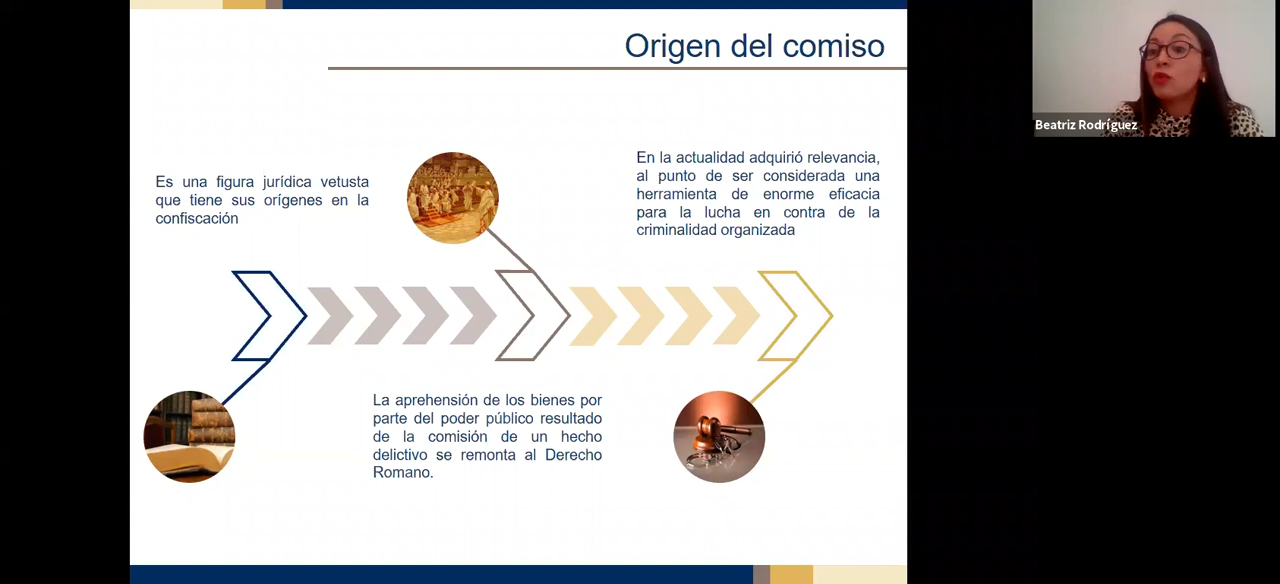 Origen del comiso
Es una figura jurídica vetusta
que tiene sus orígenes en la
confiscación
La aprehensión de los bienes por
parte del poder público resultado
de la comisión de un hecho
delictivo se remonta al Derecho
Romano.
En la actualidad adquirió relevancia,
al punto de ser considerada una
herramienta de enorme eficacia
para la lucha en contra de la
criminalidad organizada
Beatriz Rodríguez